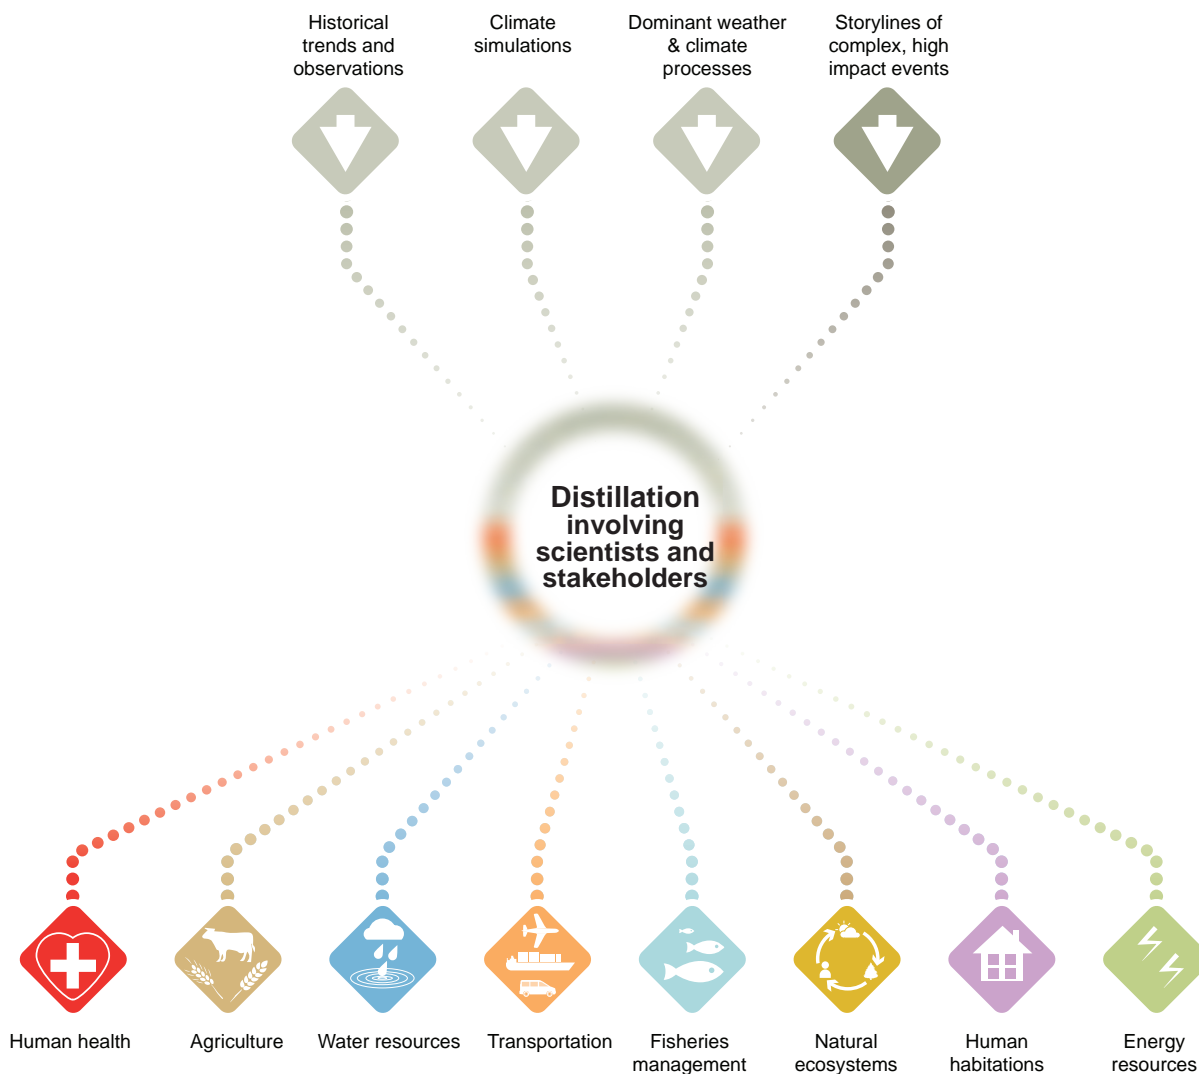 Historical
trends and
observations
Climate
simulations
Dominant weather
& climate
processes
Storylines of
complex, high
impact events
Distillation
involving
scientists and
stakeholders
Human health
Agriculture
Water resources
Transportation
Fisheries
management
Natural
ecosystems
Human
habitations
Energy
resources